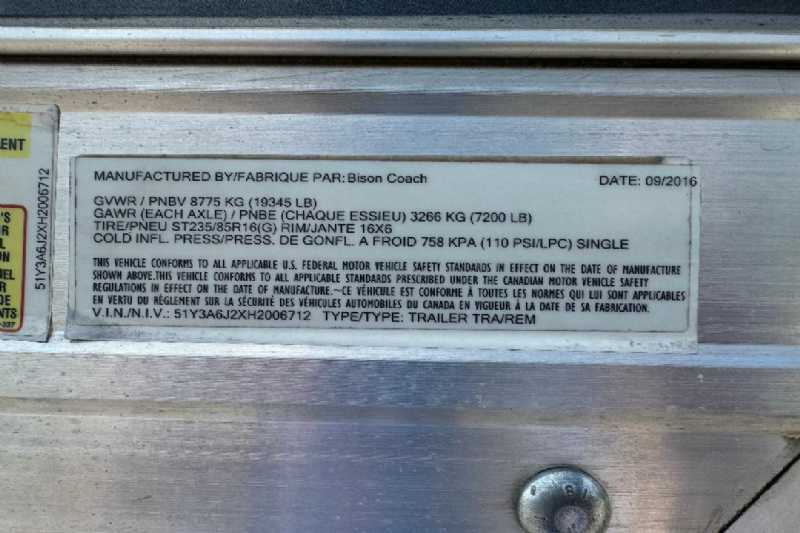 ENT
'S
R
O
NEL
R
DE
NTS
51Y3A6J2XH2006712
MANUFACTURED BY/FABRIQUE PAR: Bison Coach DATE: 09/2016
GVWR / PNBV 8775 KG (19345 LB)
GAWR (EACH AXLE) / PNBE (CHAQUE ESSIEU) 3266 KG (7200 LB)
TIRE/PNEU ST235/85R16(G) RIM/JANTE 16X6
COLD INFL. PRESS/PRESS. DE GONFL. A FROID 758 KPA (110 PSI/LPC) SINGLE
THIS VEHICLE CONFORMS TO ALL APPLICABLE U.S. FEDERAL MOTOR VEHICLE SAFETY STANDARDS IN EFFECT ON THE DATE OF MANUFACTURE
SHOWN ABOVE.THIS VEHICLE CONFORMS TO ALL APPLICABLE STANDARDS PRESCRIBED UNDER THE CANADIAN MOTOR VEHICLE SAFETY
REGULATIONS IN EFFECT ON THE DATE OF MANUFACTURE.~CE VÉHICULE EST CONFORME À TOUTES LES NORMES QUI LUI SONT APPLICABLES
EN VERTU DU RÈGLEMENT SUR LA SÉCURITÉ DES VÉHICULES AUTOMOBILES DU CANADA EN VIGUEUR À LA DATE DE SA FABRICATION.
V.I.N./N.I.V.: 51Y3A6J2XH2006712 TYPE/TYPE: TRAILER TRA/REM